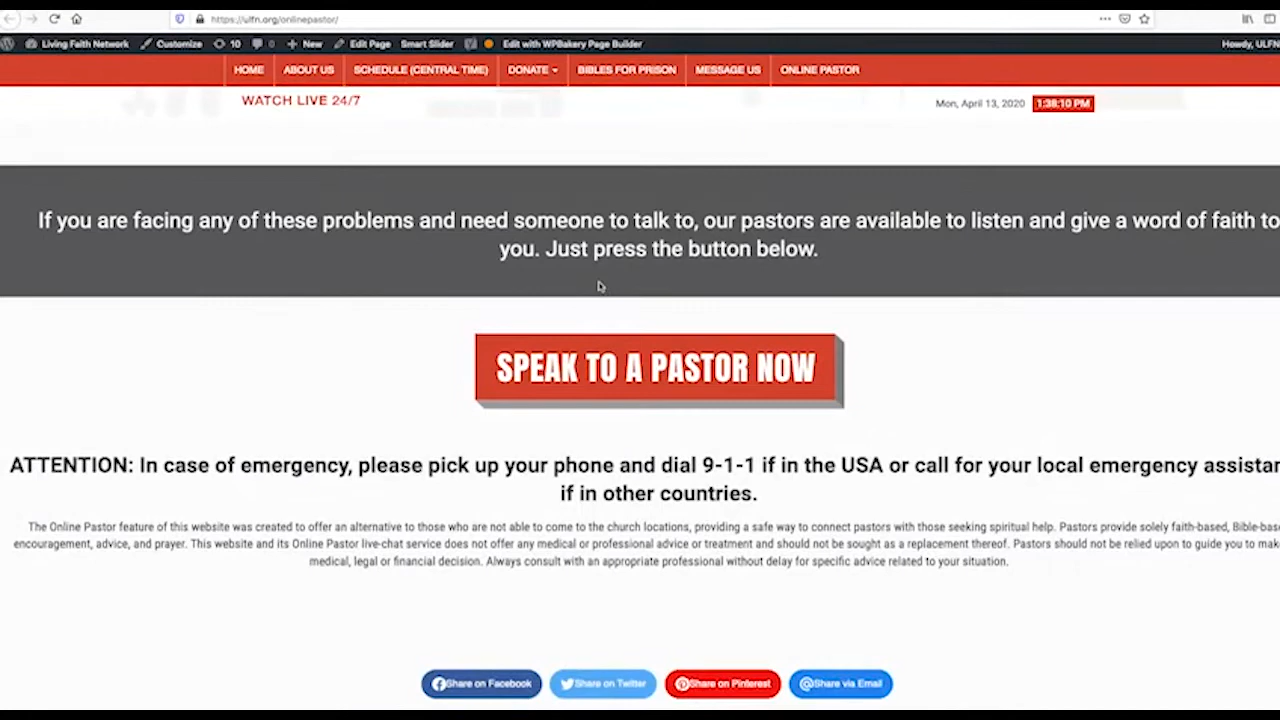 https://ulfn.org/onlinepastor/
Living Faith Network Customize 10 0 New Edit Page Smart Slider Edit with WPBakery Page Builder Howdy, ULFN
HOME ABOUT US SCHEDULE (CENTRAL TIME) DONATE BIBLES FOR PRISON MESSAGE US ONLINE PASTOR
WATCH LIVE 24/7 Mon, April 13, 2020 1:38:10 PM
If you are facing any of these problems and need someone to talk to, our pastors are available to listen and give a word of faith to
you. Just press the button below.
SPEAK TO A PASTOR NOW
ATTENTION: In case of emergency, please pick up your phone and dial 9-1-1 if in the USA or call for your local emergency assistan
if in other countries.
The Online Pastor feature of this website was created to offer an alternative to those who are not able to come to the church locations, providing a safe way to connect pastors with those seeking spiritual help. Pastors provide solely faith-based, Bible-bas
encouragement, advice, and prayer. This website and its Online Pastor live-chat service does not offer any medical or professional advice or treatment and should not be sought as a replacement thereof. Pastors should not be relied upon to guide you to mak
medical, legal or financial decision. Always consult with an appropriate professional without delay for specific advice related to your situation.
Share on Facebook Share on Twitter Share on Pinterest Share via Email